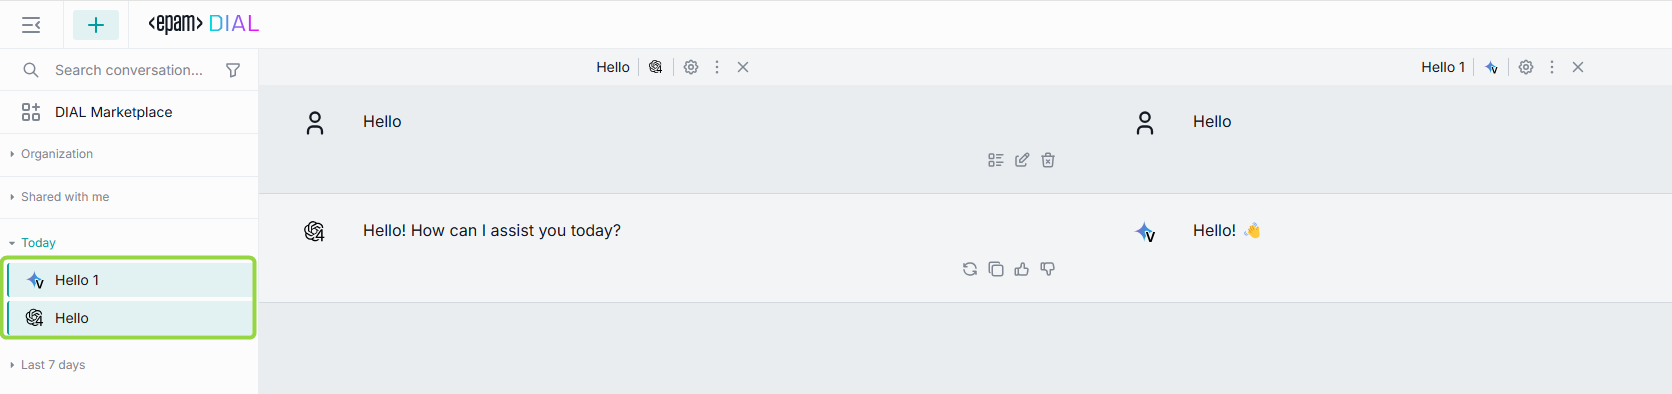 <epam> DIAL
Search conversation...
DIAL Marketplace
Organization
Shared with me
Today
Hello 1
Hello
Last 7 days
Hello
4
Hello
Hello! How can I assist you today?
Hello 1
V
Hello
Hello! 👋